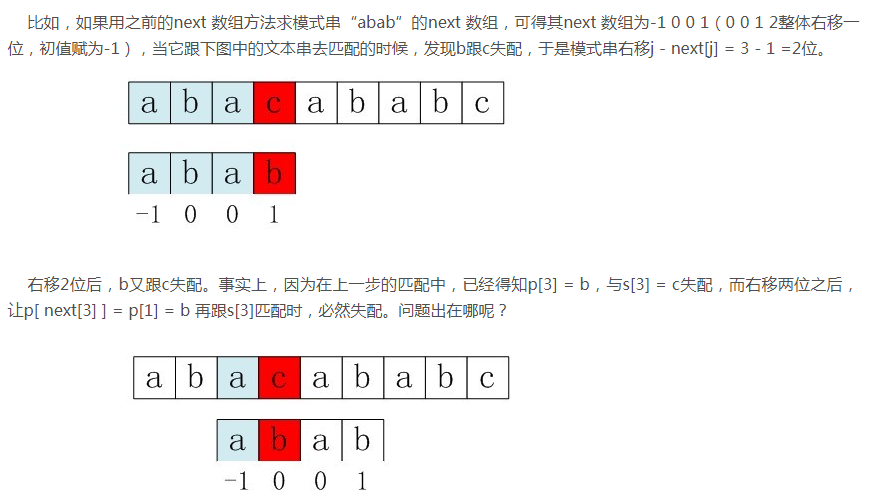 比如，如果用之前的next 数组方法求模式串“abab”的next 数组，可得其next 数组为-1 0 0 1（0 0 1 2整体右移一
位，初值赋为-1），当它跟下图中的文本串去匹配的时候，发现b跟c失配，于是模式串右移j - next[j] = 3 - 1 =2位。
a b a c a b a b c
a b a b
-1 0 0 1
右移2位后，b又跟c失配。事实上，因为在上一步的匹配中，已经得知p[3] = b，与s[3] = c失配，而右移两位之后，
让p[ next[3] ] = p[1] = b 再跟s[3]匹配时，必然失配。问题出在哪呢？
a b a c a b a b c
a b a b
-1 0 0 1